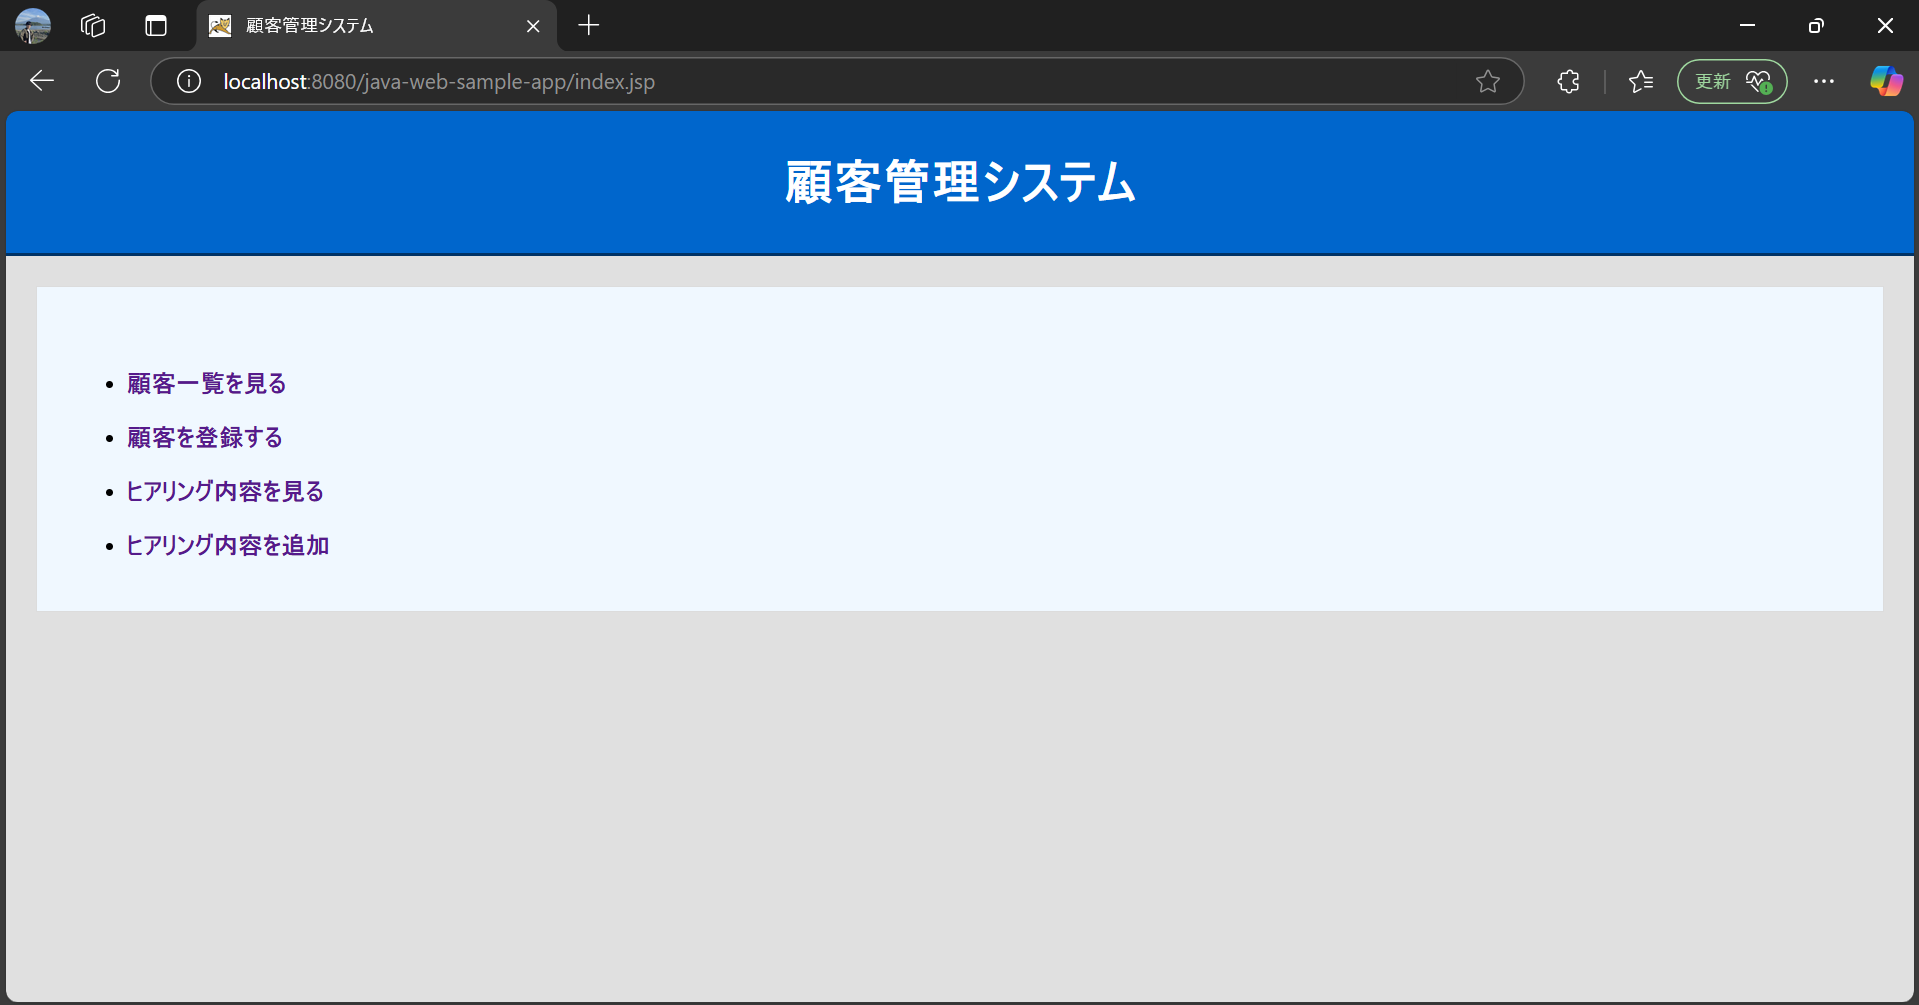 顧客管理システム
localhost:8080/java-web-sample-app/index.jsp
更新
顧客管理システム
顧客一覧を見る
顧客を登録する
ヒアリング内容を見る
ヒアリング内容を追加